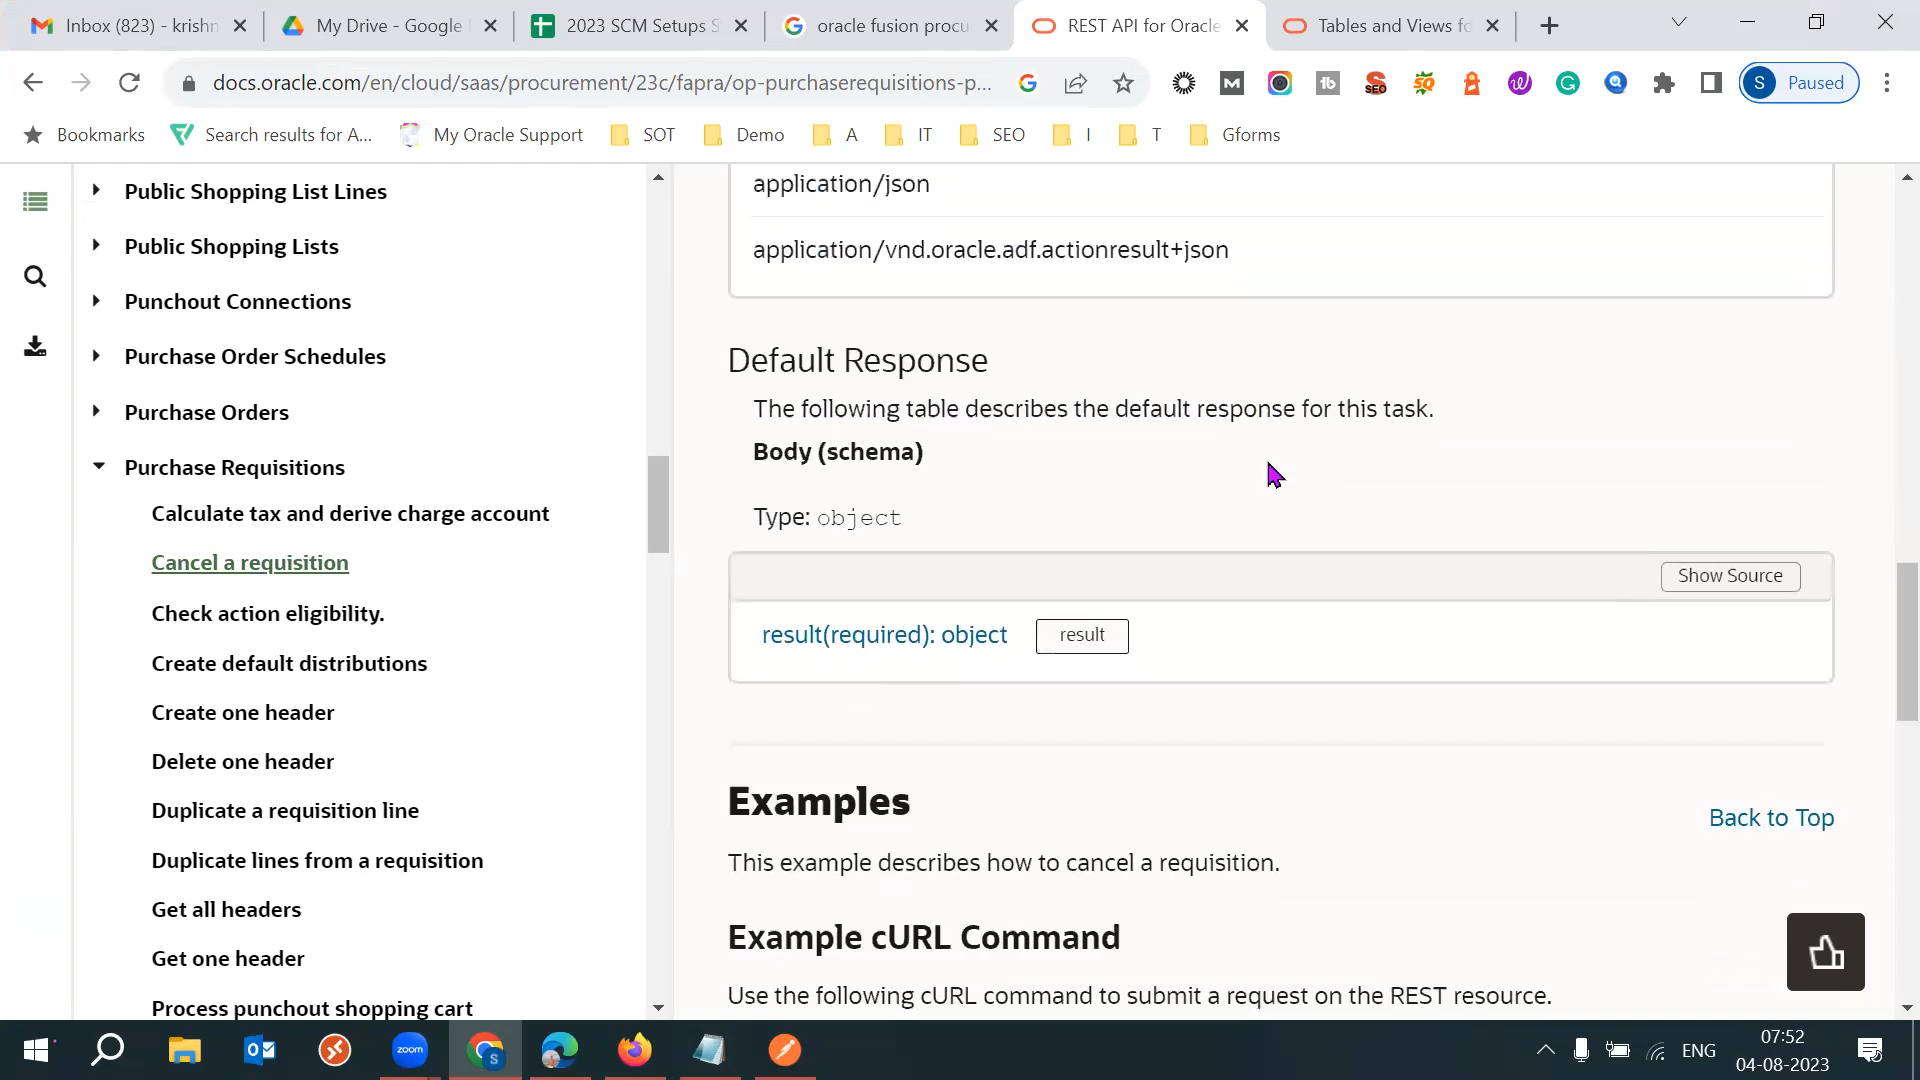 Inbox (823) - krishn
My Drive - Google
2023 SCM Setups S
oracle fusion procu
REST API for Oracle
Tables and Views fo
docs.oracle.com/en/cloud/saas/procurement/23c/fapra/op-purchaserequisitions-p...
S Paused
Bookmarks
Search results for A...
My Oracle Support
SOT
Demo
A
IT
SEO
I
T
Gforms
Public Shopping List Lines
Public Shopping Lists
Punchout Connections
Purchase Order Schedules
Purchase Orders
Purchase Requisitions
Calculate tax and derive charge account
Cancel a requisition
Check action eligibility.
Create default distributions
Create one header
Delete one header
Duplicate a requisition line
Duplicate lines from a requisition
Get all headers
Get one header
Process punchout shopping cart
application/json
application/vnd.oracle.adf.actionresult+json
Default Response
The following table describes the default response for this task.
Body (schema)
Type: object
Show Source
result(required): object
result
Examples
Back to Top
This example describes how to cancel a requisition.
Example cURL Command
Use the following cURL command to submit a request on the REST resource.
zoom
S
ENG
07:52
04-08-2023